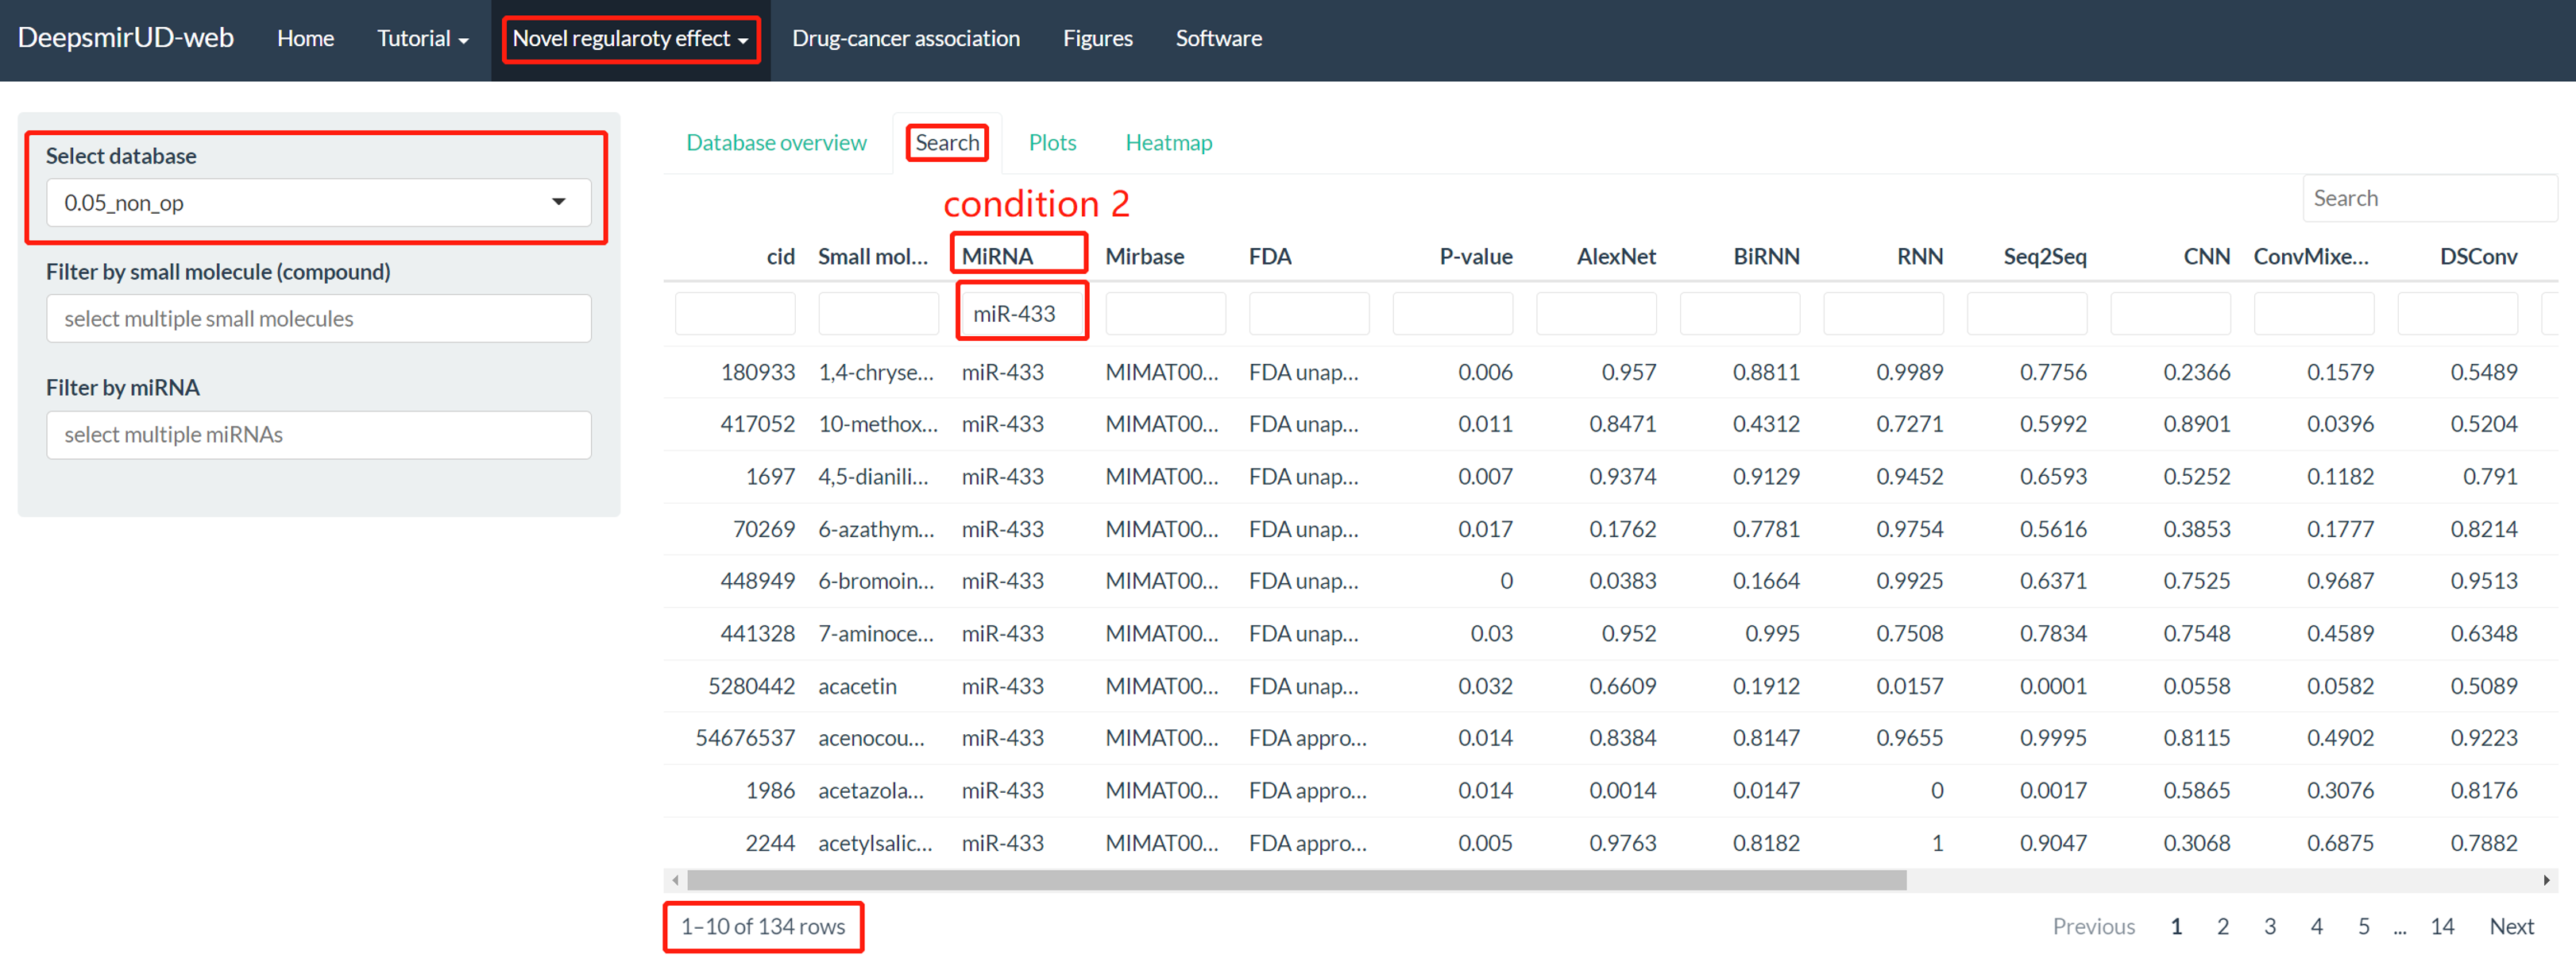 DeepsmirUD-web Home Tutorial Novel regularoty effect Drug-cancer association Figures Software
Select database
0.05_non_op
Filter by small molecule (compound)
select multiple small molecules
Filter by miRNA
select multiple miRNAs
Database overview Search Plots Heatmap
Search
condition 2
cid Small mol... MiRNA Mirbase FDA P-value AlexNet BiRNN RNN Seq2Seq CNN ConvMixe... DSConv
miR-433
180933 1,4-chryse... miR-433 MIMAT00... FDA unap... 0.006 0.957 0.8811 0.9989 0.7756 0.2366 0.1579 0.5489
417052 10-methox... miR-433 MIMAT00... FDA unap... 0.011 0.8471 0.4312 0.7271 0.5992 0.8901 0.0396 0.5204
1697 4,5-dianili... miR-433 MIMAT00... FDA unap... 0.007 0.9374 0.9129 0.9452 0.6593 0.5252 0.1182 0.791
70269 6-azathym... miR-433 MIMAT00... FDA unap... 0.017 0.1762 0.7781 0.9754 0.5616 0.3853 0.1777 0.8214
448949 6-bromoin... miR-433 MIMAT00... FDA unap... 0 0.0383 0.1664 0.9925 0.6371 0.7525 0.9687 0.9513
441328 7-aminoce... miR-433 MIMAT00... FDA unap... 0.03 0.952 0.995 0.7508 0.7834 0.7548 0.4589 0.6348
5280442 acacetin miR-433 MIMAT00... FDA unap... 0.032 0.6609 0.1912 0.0157 0.0001 0.0558 0.0582 0.5089
54676537 acenocou... miR-433 MIMAT00... FDA appro... 0.014 0.8384 0.8147 0.9655 0.9995 0.8115 0.4902 0.9223
1986 acetazola... miR-433 MIMAT00... FDA appro... 0.014 0.0014 0.0147 0 0.0017 0.5865 0.3076 0.8176
2244 acetylsalic... miR-433 MIMAT00... FDA appro... 0.005 0.9763 0.8182 1 0.9047 0.3068 0.6875 0.7882
1–10 of 134 rows Previous 1 2 3 4 5 ... 14 Next